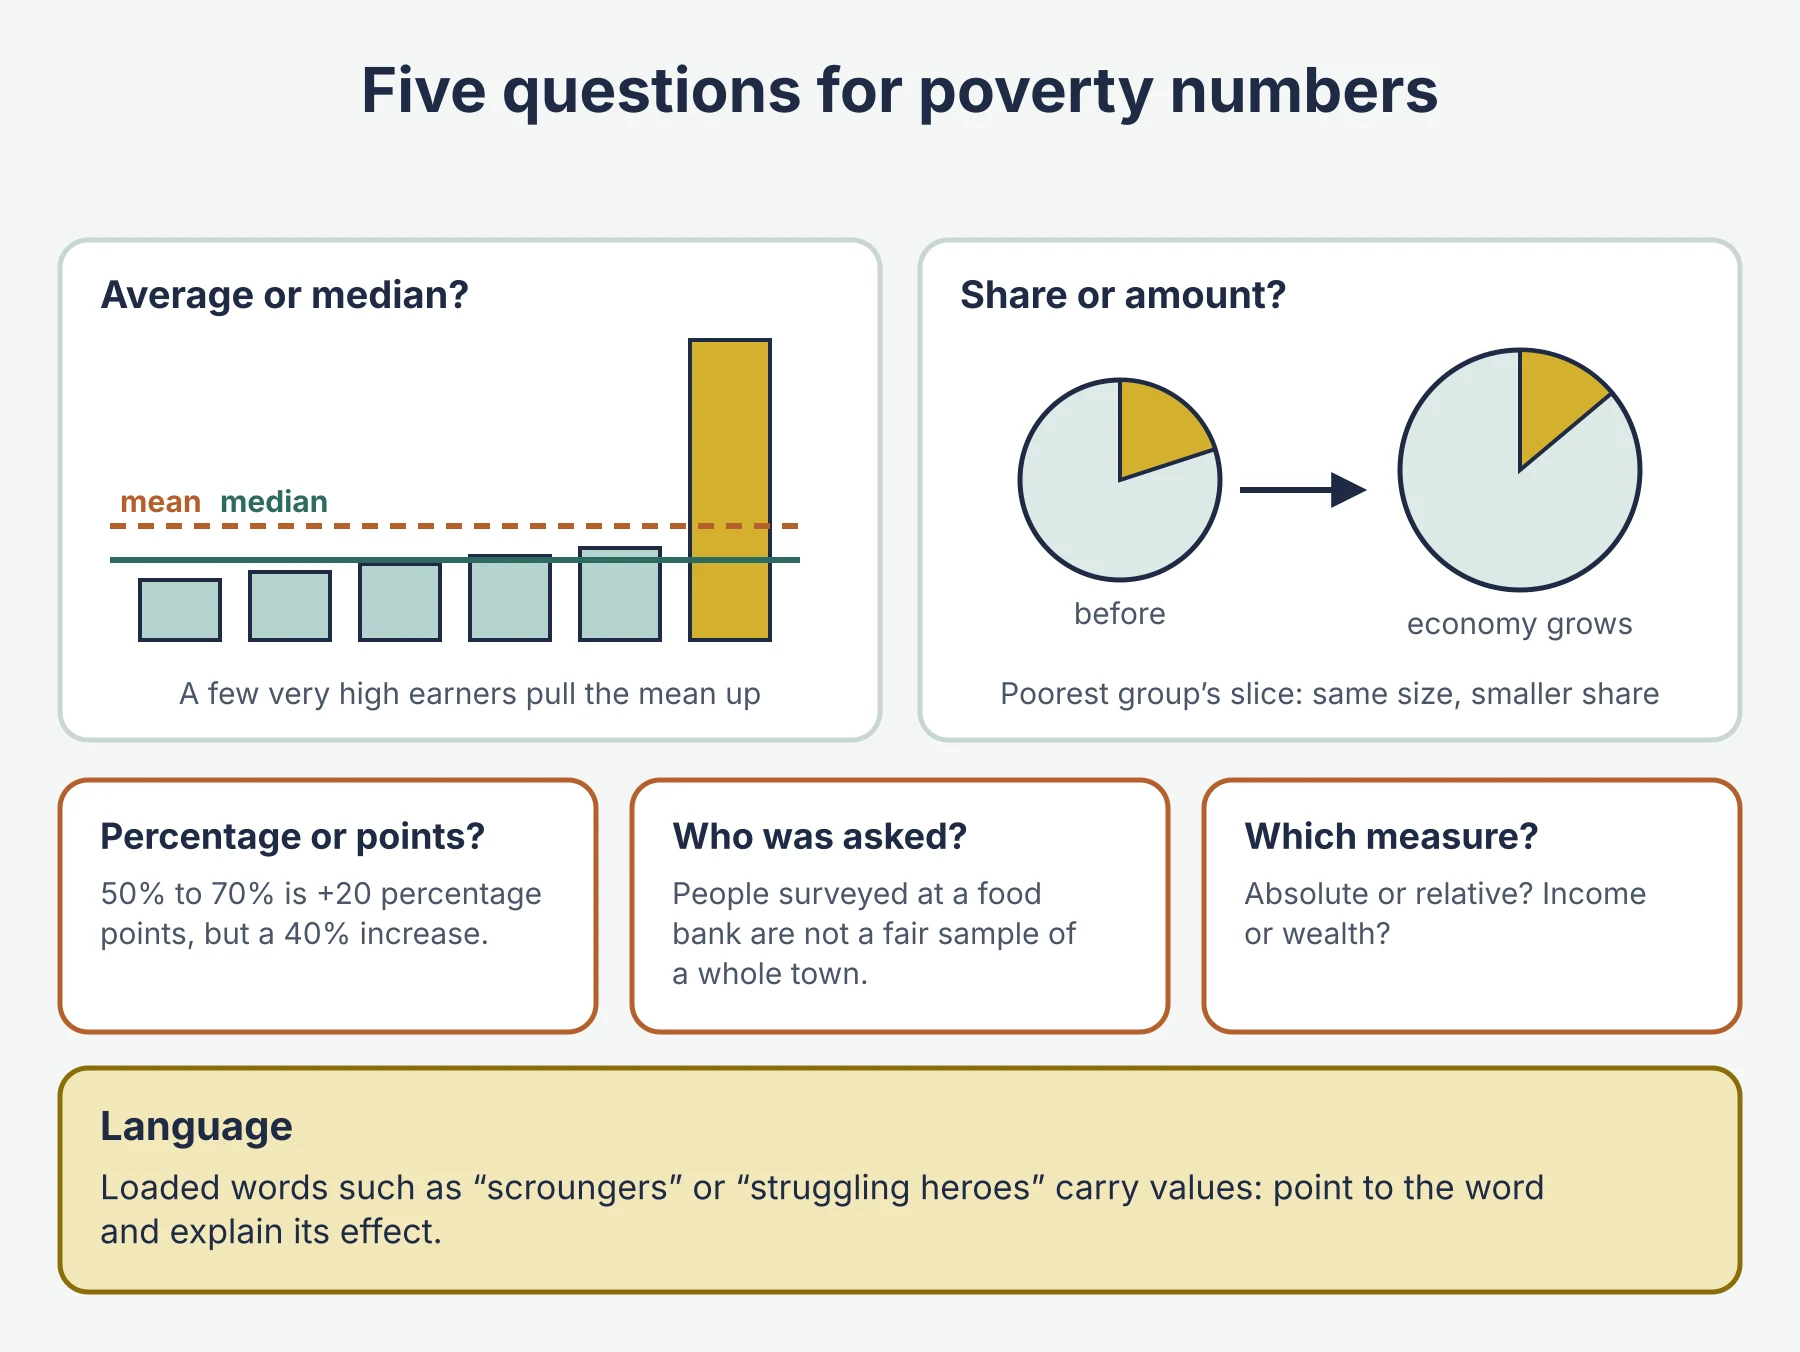 Five questions for poverty numbers
Average or median?
mean median
A few very high earners pull the mean up
Share or amount?
before
economy grows
Poorest group’s slice: same size, smaller share
Percentage or points?
50% to 70% is +20 percentage
points, but a 40% increase.
Who was asked?
People surveyed at a food
bank are not a fair sample of
a whole town.
Which measure?
Absolute or relative? Income
or wealth?
Language
Loaded words such as “scroungers” or “struggling heroes” carry values: point to the word
and explain its effect.